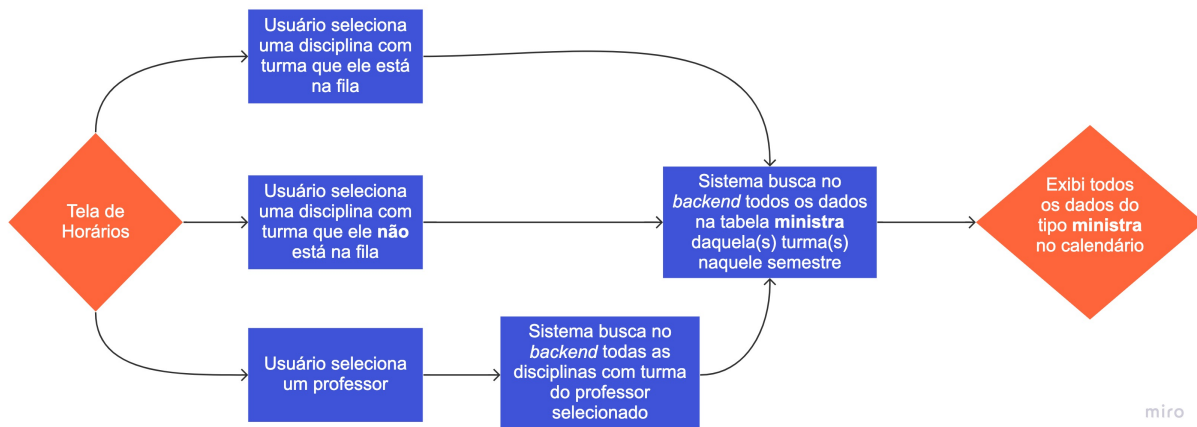 Usuário seleciona
uma disciplina com
turma que ele está
na fila
Tela de
Horários
Usuário seleciona
uma disciplina com
turma que ele não
está na fila
Sistema busca no
backend todos os dados
na tabela ministra
daquela(s) turma(s)
naquele semestre
Exibi todos
os dados do
tipo ministra
no calendário
Usuário seleciona
um professor
Sistema busca no
backend todas as
disciplinas com turma
do professor
selecionado
miro